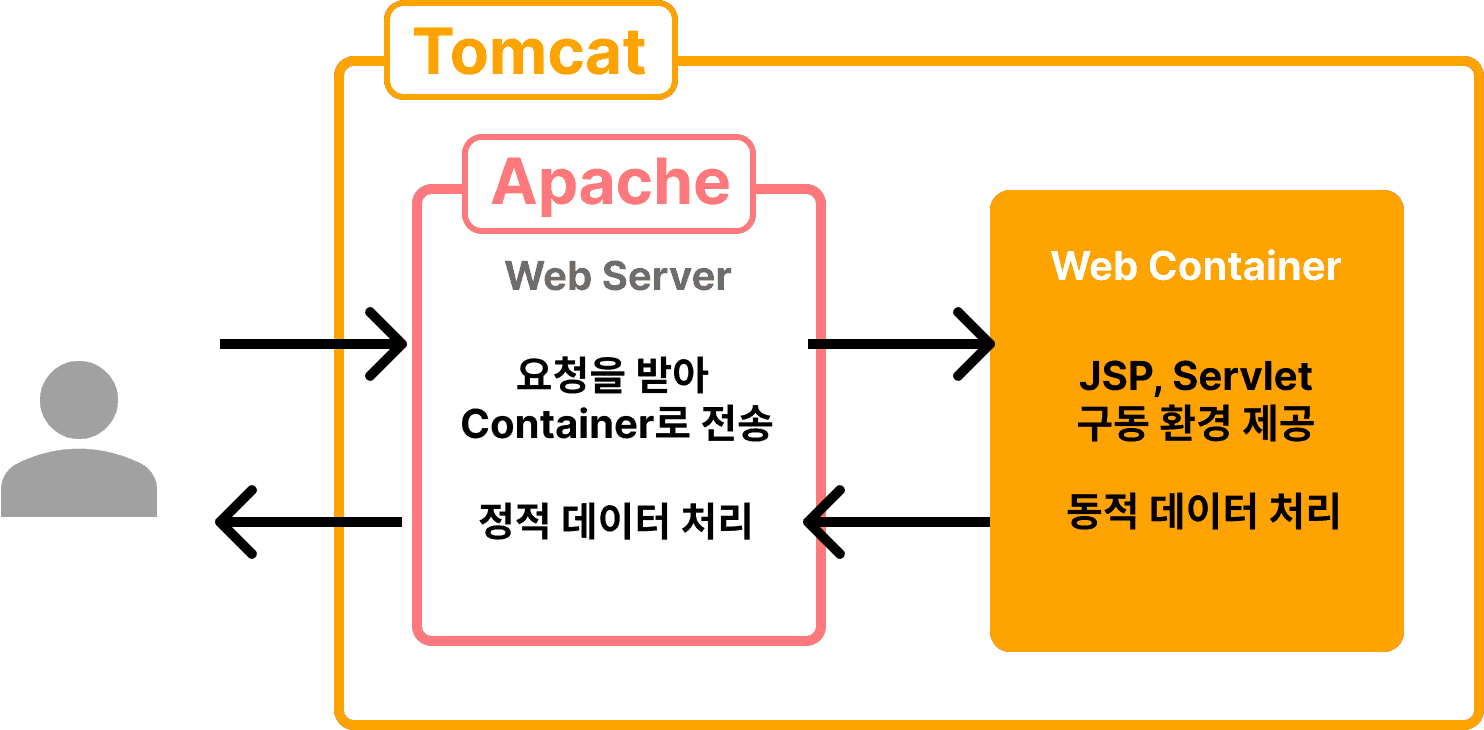 Tomcat
Apache
Web Server
요청을 받아
Container로 전송
정적 데이터 처리
Web Container
JSP, Servlet
구동 환경 제공
동적 데이터 처리